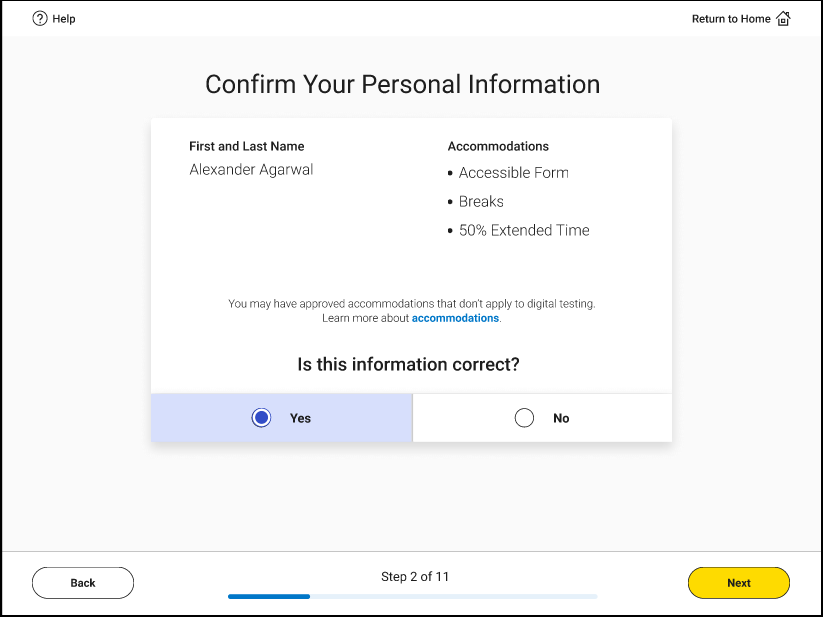 Help
Return to Home
Confirm Your Personal Information
First and Last Name
Alexander Agarwal
Accommodations
• Accessible Form
• Breaks
• 50% Extended Time
You may have approved accommodations that don't apply to digital testing.
Learn more about accommodations.
Is this information correct?
Yes
No
Back
Step 2 of 11
Next